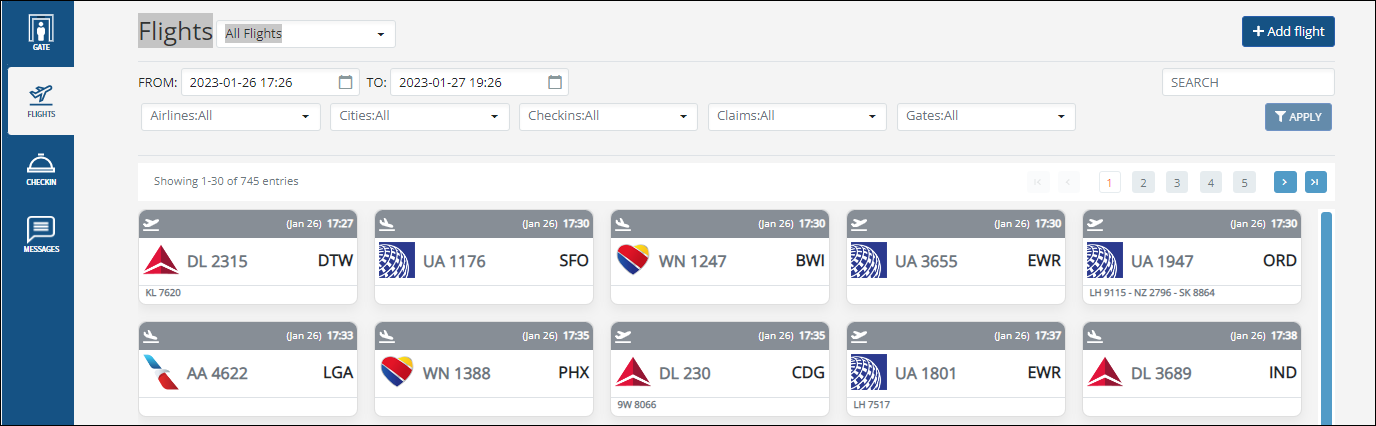 GATE
FLIGHTS
CHECKIN
MESSAGES
Flights All Flights + Add flight
FROM: 2023-01-26 17:26 TO: 2023-01-27 19:26 SEARCH
Airlines:All Cities:All Checkins:All Claims:All Gates:All APPLY
Showing 1-30 of 745 entries 1 2 3 4 5
(Jan 26) 17:27 (Jan 26) 17:30 (Jan 26) 17:30 (Jan 26) 17:30 (Jan 26) 17:30
DL 2315 DTW UA 1176 SFO WN 1247 BWI UA 3655 EWR UA 1947 ORD
KL 7620 LH 9115 - NZ 2796 - SK 8864
(Jan 26) 17:33 (Jan 26) 17:35 (Jan 26) 17:35 (Jan 26) 17:37 (Jan 26) 17:38
AA 4622 LGA WN 1388 PHX DL 230 CDG UA 1801 EWR DL 3689 IND
9W 8066 LH 7517